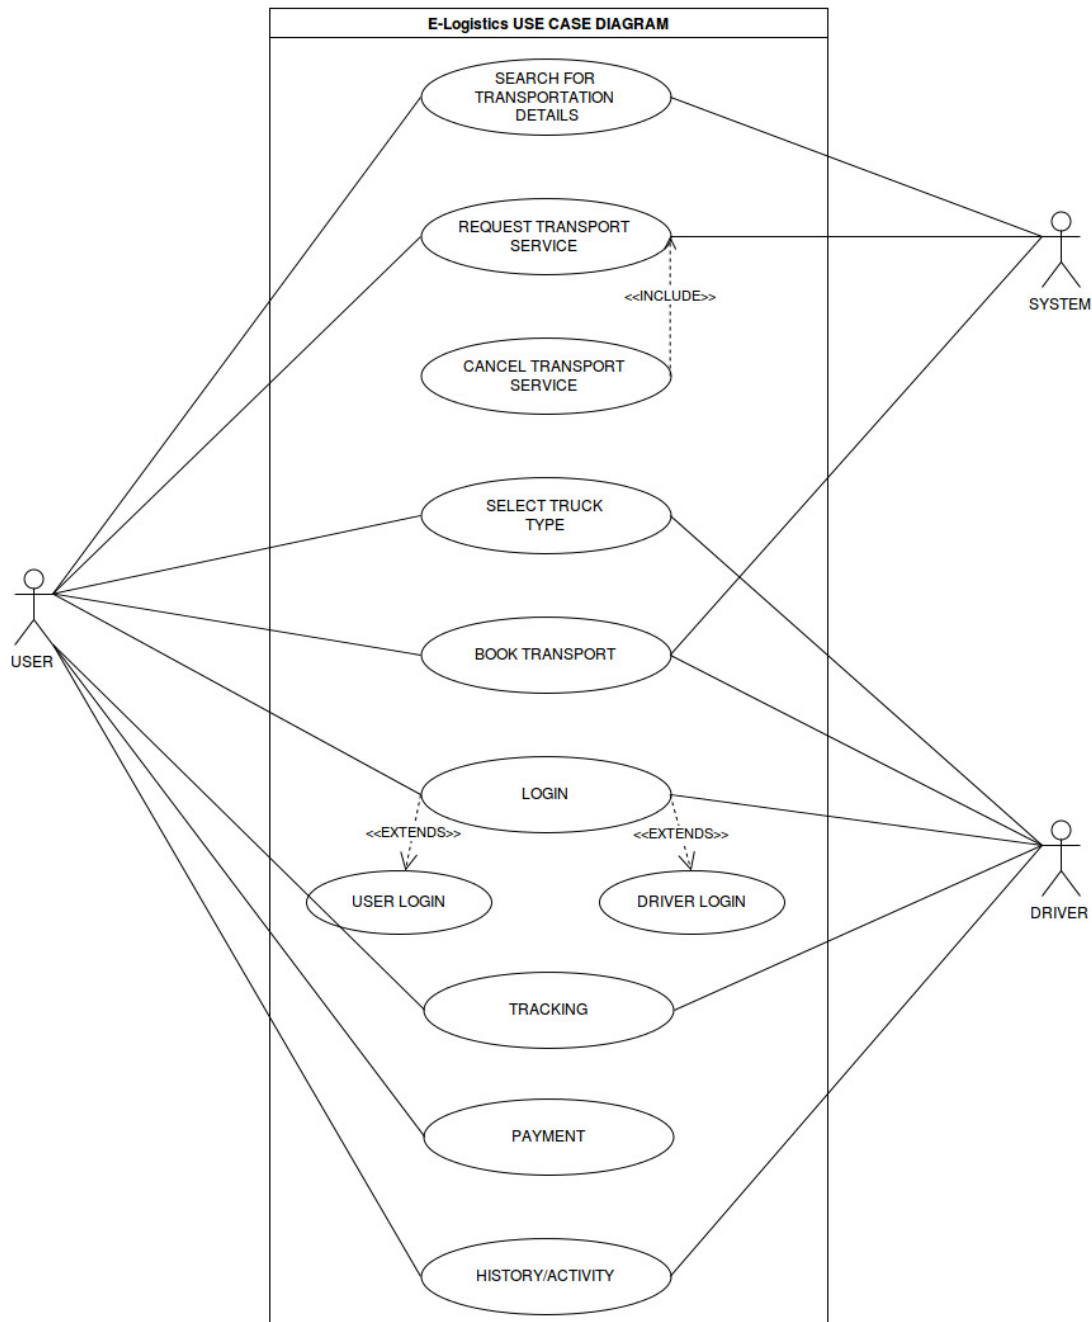 E-Logistics USE CASE DIAGRAM
SEARCH FOR
TRANSPORTATION
DETAILS
REQUEST TRANSPORT
SERVICE
<<INCLUDE>>
SYSTEM
CANCEL TRANSPORT
SERVICE
SELECT TRUCK
TYPE
USER
BOOK TRANSPORT
LOGIN
<<EXTENDS>>
<<EXTENDS>>
USER LOGIN
DRIVER LOGIN
DRIVER
TRACKING
PAYMENT
HISTORY/ACTIVITY